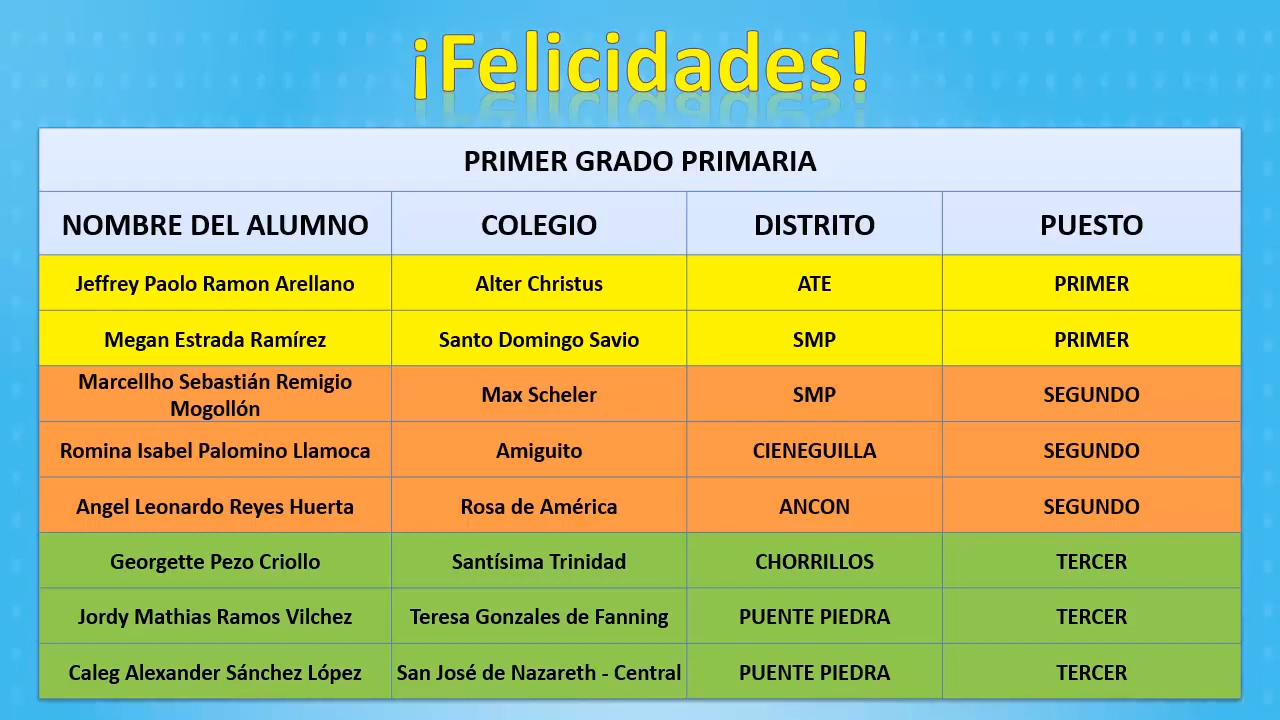 ¡Felicidades!
PRIMER GRADO PRIMARIA
NOMBRE DEL ALUMNO COLEGIO DISTRITO PUESTO
Jeffrey Paolo Ramon Arellano Alter Christus ATE PRIMER
Megan Estrada Ramírez Santo Domingo Savio SMP PRIMER
Marcellho Sebastián Remigio
Mogollón Max Scheler SMP SEGUNDO
Romina Isabel Palomino Llamoca Amiguito CIENEGUILLA SEGUNDO
Angel Leonardo Reyes Huerta Rosa de América ANCON SEGUNDO
Georgette Pezo Criollo Santísima Trinidad CHORRILLOS TERCER
Jordy Mathias Ramos Vilchez Teresa Gonzales de Fanning PUENTE PIEDRA TERCER
Caleg Alexander Sánchez López San José de Nazareth - Central PUENTE PIEDRA TERCER